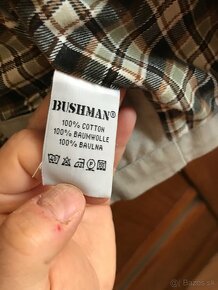 BUSHMAN®
100% COTTON
100% BAUMWOLLE
100% BAVLNA
Bazos.sk